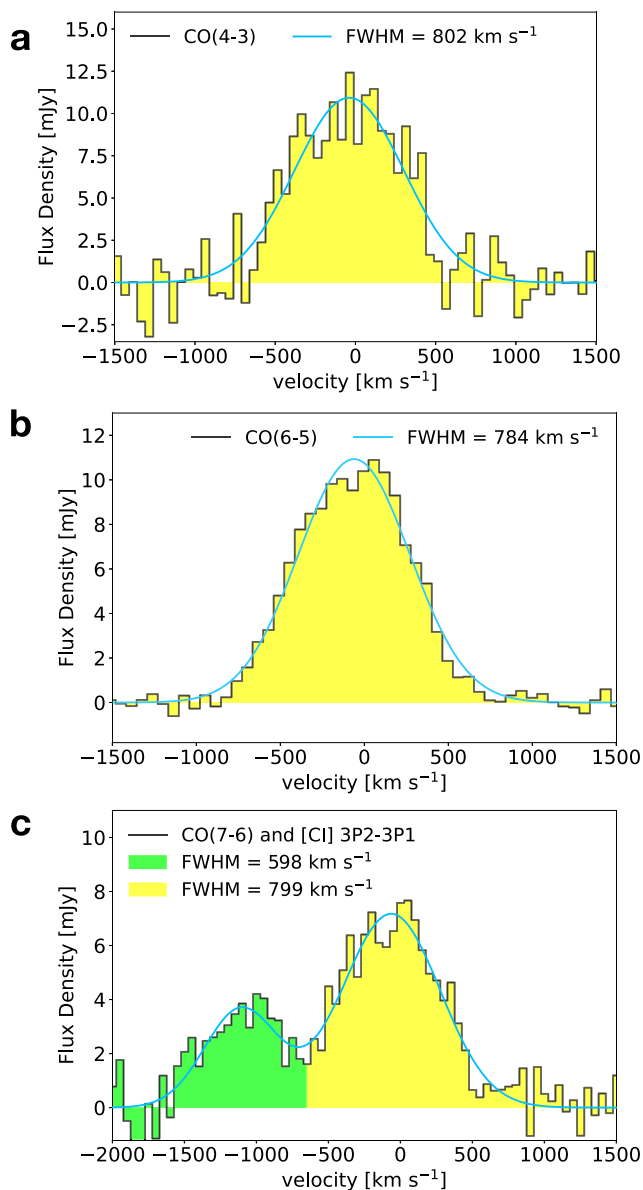 a
CO(4-3) FWHM = 802 km s⁻¹
15.0
12.5
10.0
7.5
5.0
2.5
0.0
−2.5
Flux Density [mJy]
−1500 −1000 −500 0 500 1000 1500
velocity [km s⁻¹]
b
CO(6-5) FWHM = 784 km s⁻¹
12
10
8
6
4
2
0
Flux Density [mJy]
−1500 −1000 −500 0 500 1000 1500
velocity [km s⁻¹]
c
CO(7-6) and [CI] 3P2-3P1
FWHM = 598 km s⁻¹
FWHM = 799 km s⁻¹
10
8
6
4
2
0
Flux Density [mJy]
−2000 −1500 −1000 −500 0 500 1000 1500
velocity [km s⁻¹]